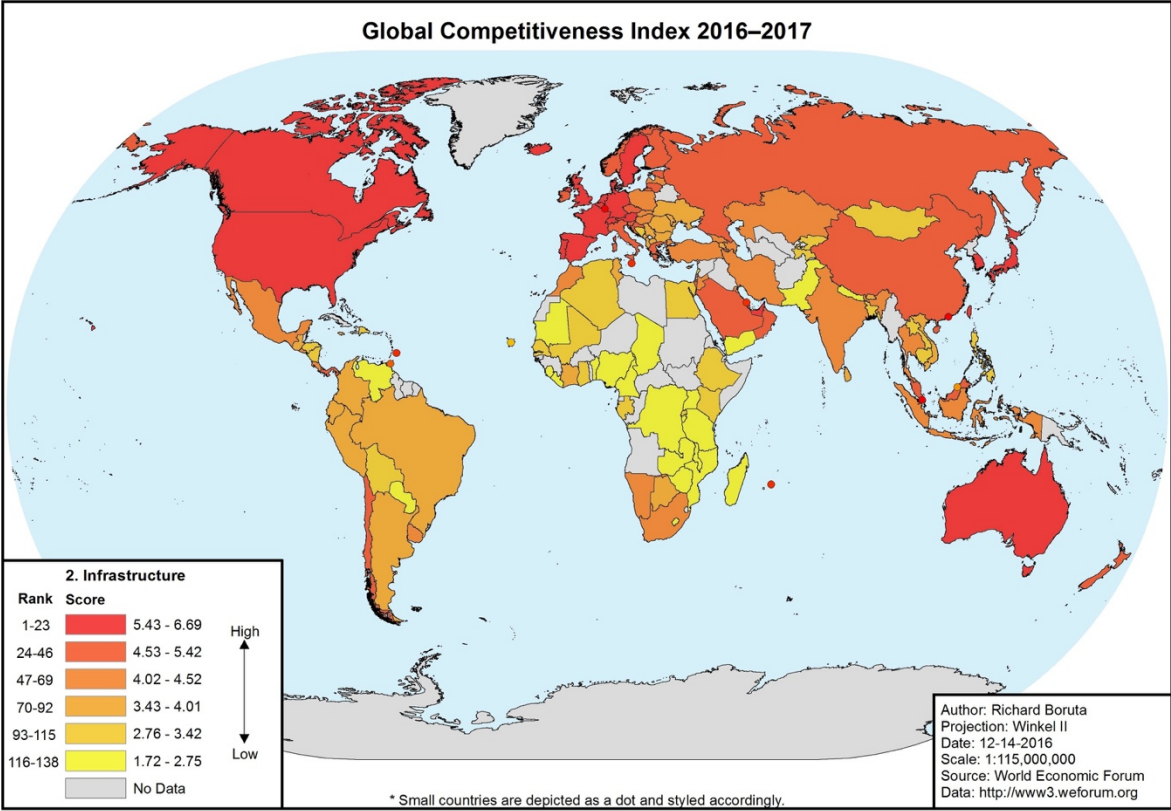 Global Competitiveness Index 2016–2017
2. Infrastructure
Rank Score
1-23 5.43 - 6.69
24-46 4.53 - 5.42
47-69 4.02 - 4.52
70-92 3.43 - 4.01
93-115 2.76 - 3.42
116-138 1.72 - 2.75
No Data
High
Low
* Small countries are depicted as a dot and styled accordingly.
Author: Richard Boruta
Projection: Winkel II
Date: 12-14-2016
Scale: 1:115,000,000
Source: World Economic Forum
Data: http://www3.weforum.org